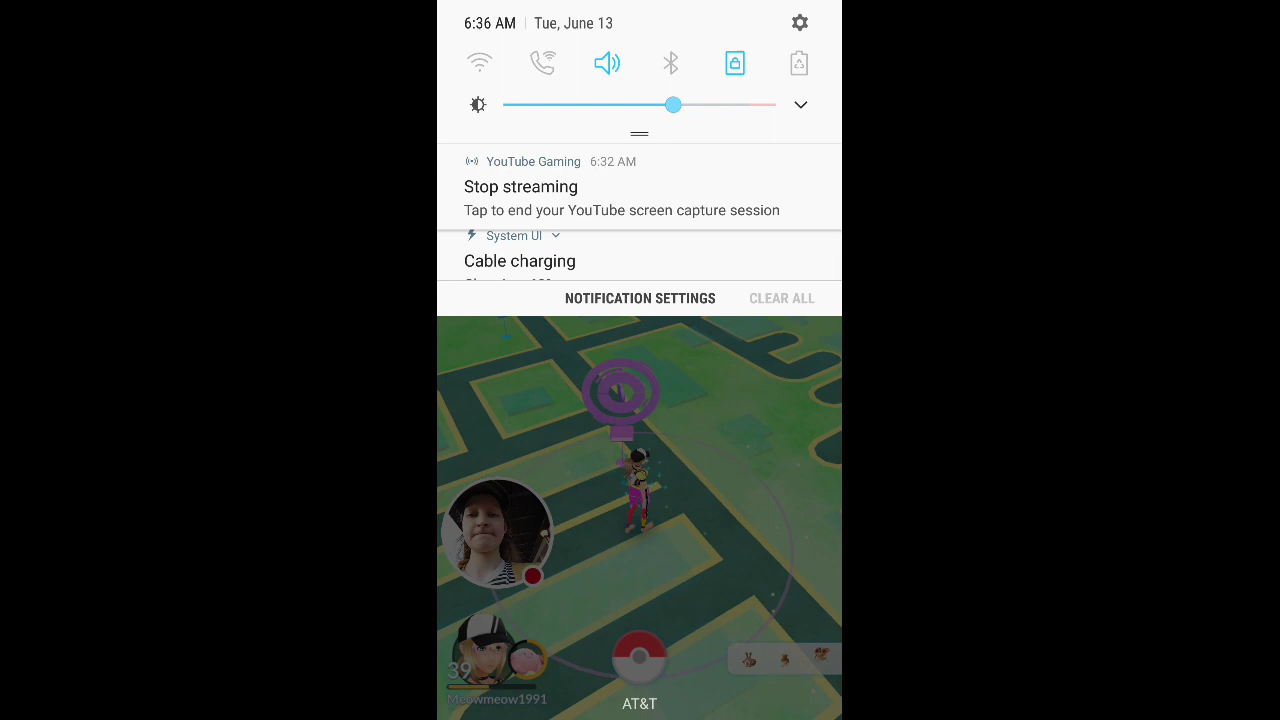 6:36 AM | Tue, June 13
YouTube Gaming 6:32 AM
Stop streaming
Tap to end your YouTube screen capture session
System UI
Cable charging
NOTIFICATION SETTINGS CLEAR ALL
39
Meowmeow1991
AT&T